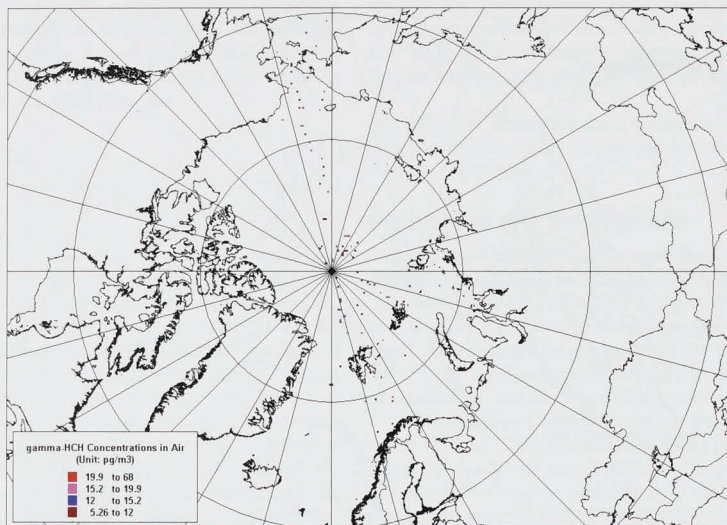 gamma-HCH Concentrations in Air
(Unit: pg/m3)
19.9 to 68
15.2 to 19.9
12 to 15.2
5.26 to 12